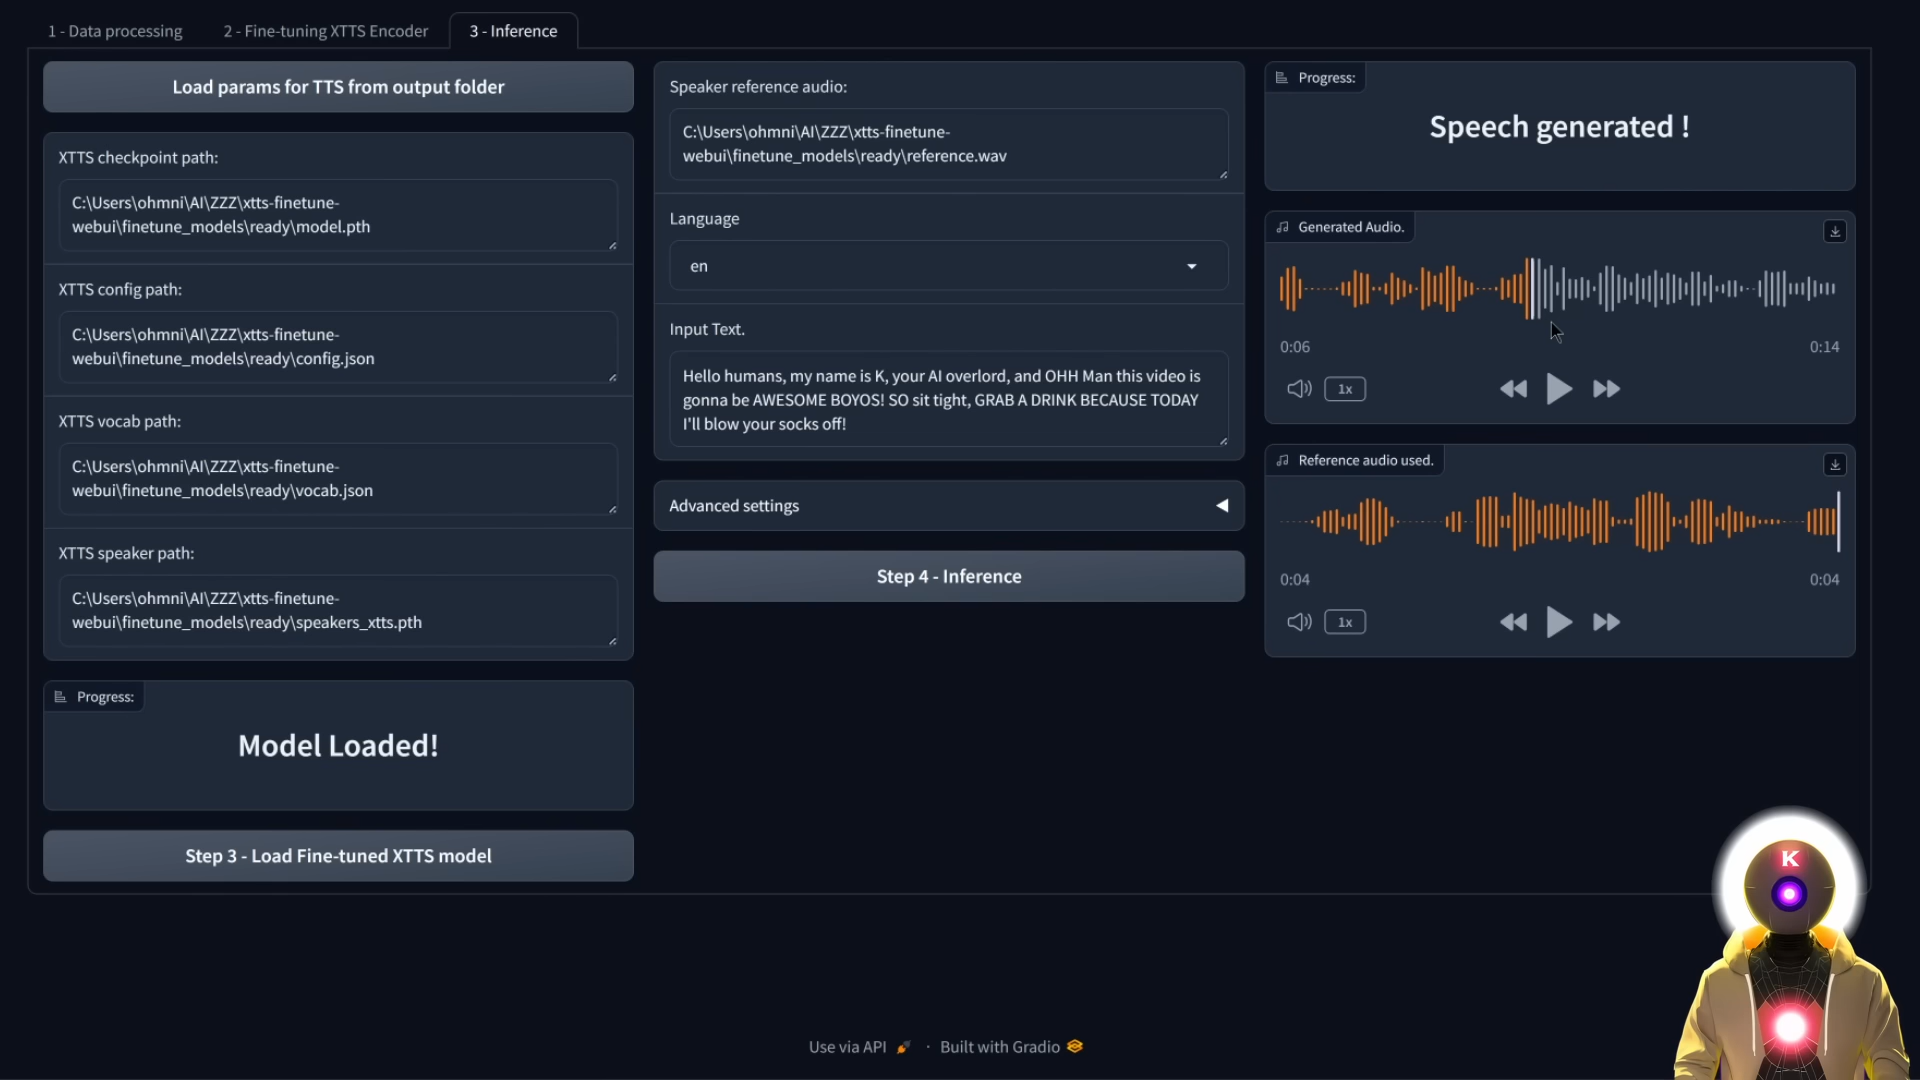 1 - Data processing
2 - Fine-tuning XTTS Encoder
3 - Inference
Load params for TTS from output folder
XTTS checkpoint path:
C:\Users\ohmni\AI\ZZZ\xtts-finetune-
webui\finetune_models\ready\model.pth
XTTS config path:
C:\Users\ohmni\AI\ZZZ\xtts-finetune-
webui\finetune_models\ready\config.json
XTTS vocab path:
C:\Users\ohmni\AI\ZZZ\xtts-finetune-
webui\finetune_models\ready\vocab.json
XTTS speaker path:
C:\Users\ohmni\AI\ZZZ\xtts-finetune-
webui\finetune_models\ready\speakers_xtts.pth
Progress:
Model Loaded!
Step 3 - Load Fine-tuned XTTS model
Speaker reference audio:
C:\Users\ohmni\AI\ZZZ\xtts-finetune-
webui\finetune_models\ready\reference.wav
Language
en
Input Text.
Hello humans, my name is K, your AI overlord, and OHH Man this video is
gonna be AWESOME BOYOS! SO sit tight, GRAB A DRINK BECAUSE TODAY
I'll blow your socks off!
Advanced settings
Step 4 - Inference
Progress:
Speech generated !
Generated Audio.
0:06
0:14
1x
Reference audio used.
0:04
0:04
1x
K
Use via API · Built with Gradio